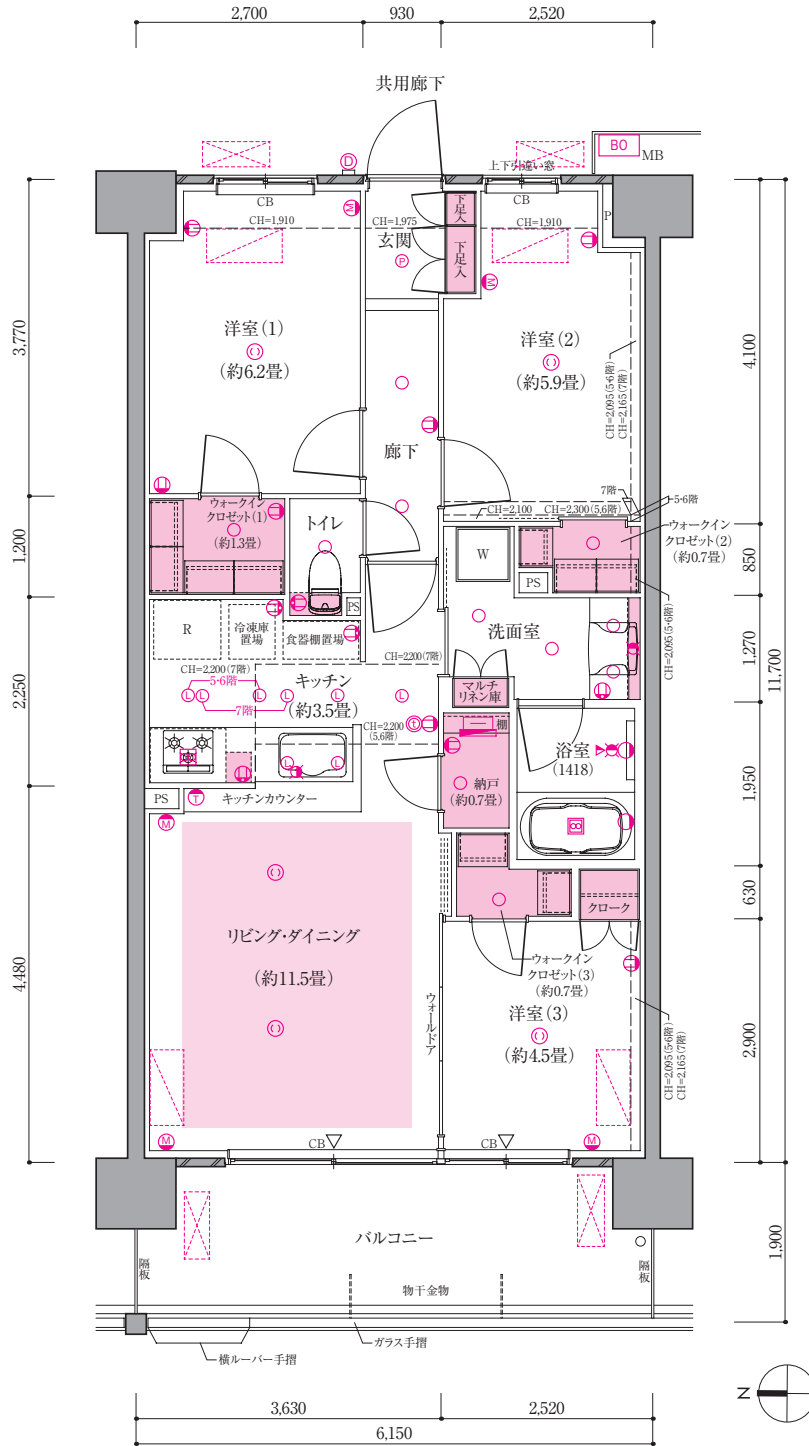 2,700
930
2,520
共用廊下
BO
MB
D
上下引違い窓
CB
M
CH=1,910
CH=1,975
玄関
P
下足入
下足入
CB
CH=1,910
P
M
3,770
4,100
洋室(1)
(約6.2畳)
洋室(2)
(約5.9畳)
CH=2,095(5・6階)
CH=2,165(7階)
廊下
7階
5・6階
CH=2,100
CH=2,300(5,6階)
ウォークイン
クロゼット(1)
(約1.3畳)
トイレ
PS
W
PS
ウォークイン
クロゼット(2)
(約0.7畳)
1,200
850
CH=2,095(5・6階)
R
冷凍庫
置場
食器棚置場
洗面室
CH=2,200(7階)
CH=2,200(7階)
5・6階
L
L
L
L
L
L
7階
キッチン
(約3.5畳)
マルチ
リネン庫
1,270
11,700
2,250
CH=2,200
(5,6階)
t
棚
浴室
(1418)
L
L
納戸
(約0.7畳)
1,950
PS
T
キッチンカウンター
M
630
クローク
リビング・ダイニング
(約11.5畳)
ウォールドア
ウォークイン
クロゼット(3)
(約0.7畳)
洋室(3)
(約4.5畳)
4,480
2,900
CH=2,095(5・6階)
CH=2,165(7階)
M
CB
CB
M
バルコニー
1,900
隔板
隔板
物干金物
ガラス手摺
横ルーバー手摺
N
3,630
2,520
6,150